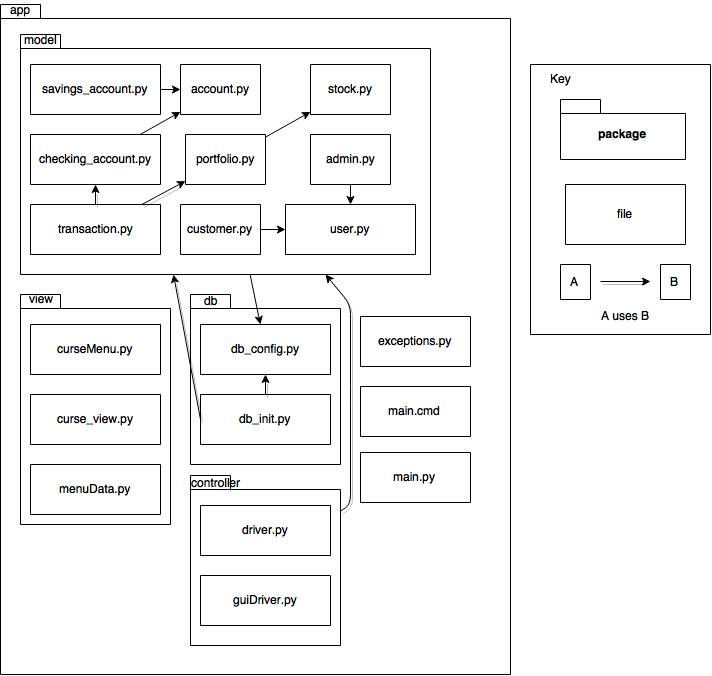 app
model
savings_account.py
account.py
stock.py
checking_account.py
portfolio.py
admin.py
transaction.py
customer.py
user.py
view
curseMenu.py
curse_view.py
menuData.py
db
db_config.py
db_init.py
controller
driver.py
guiDriver.py
exceptions.py
main.cmd
main.py
Key
package
file
A
B
A uses B